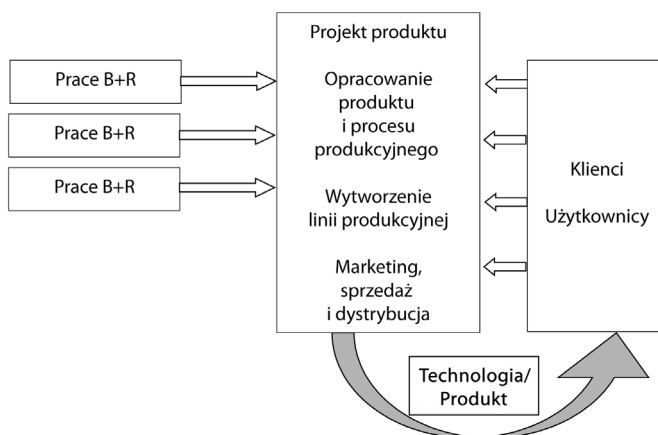 Prace B+R
Prace B+R
Prace B+R
Projekt produktu
Opracowanie
produktu
i procesu
produkcyjnego
Wytworzenie
linii produkcyjnej
Marketing,
sprzedaż
i dystrybucja
Klienci
Użytkownicy
Technologia/
Produkt